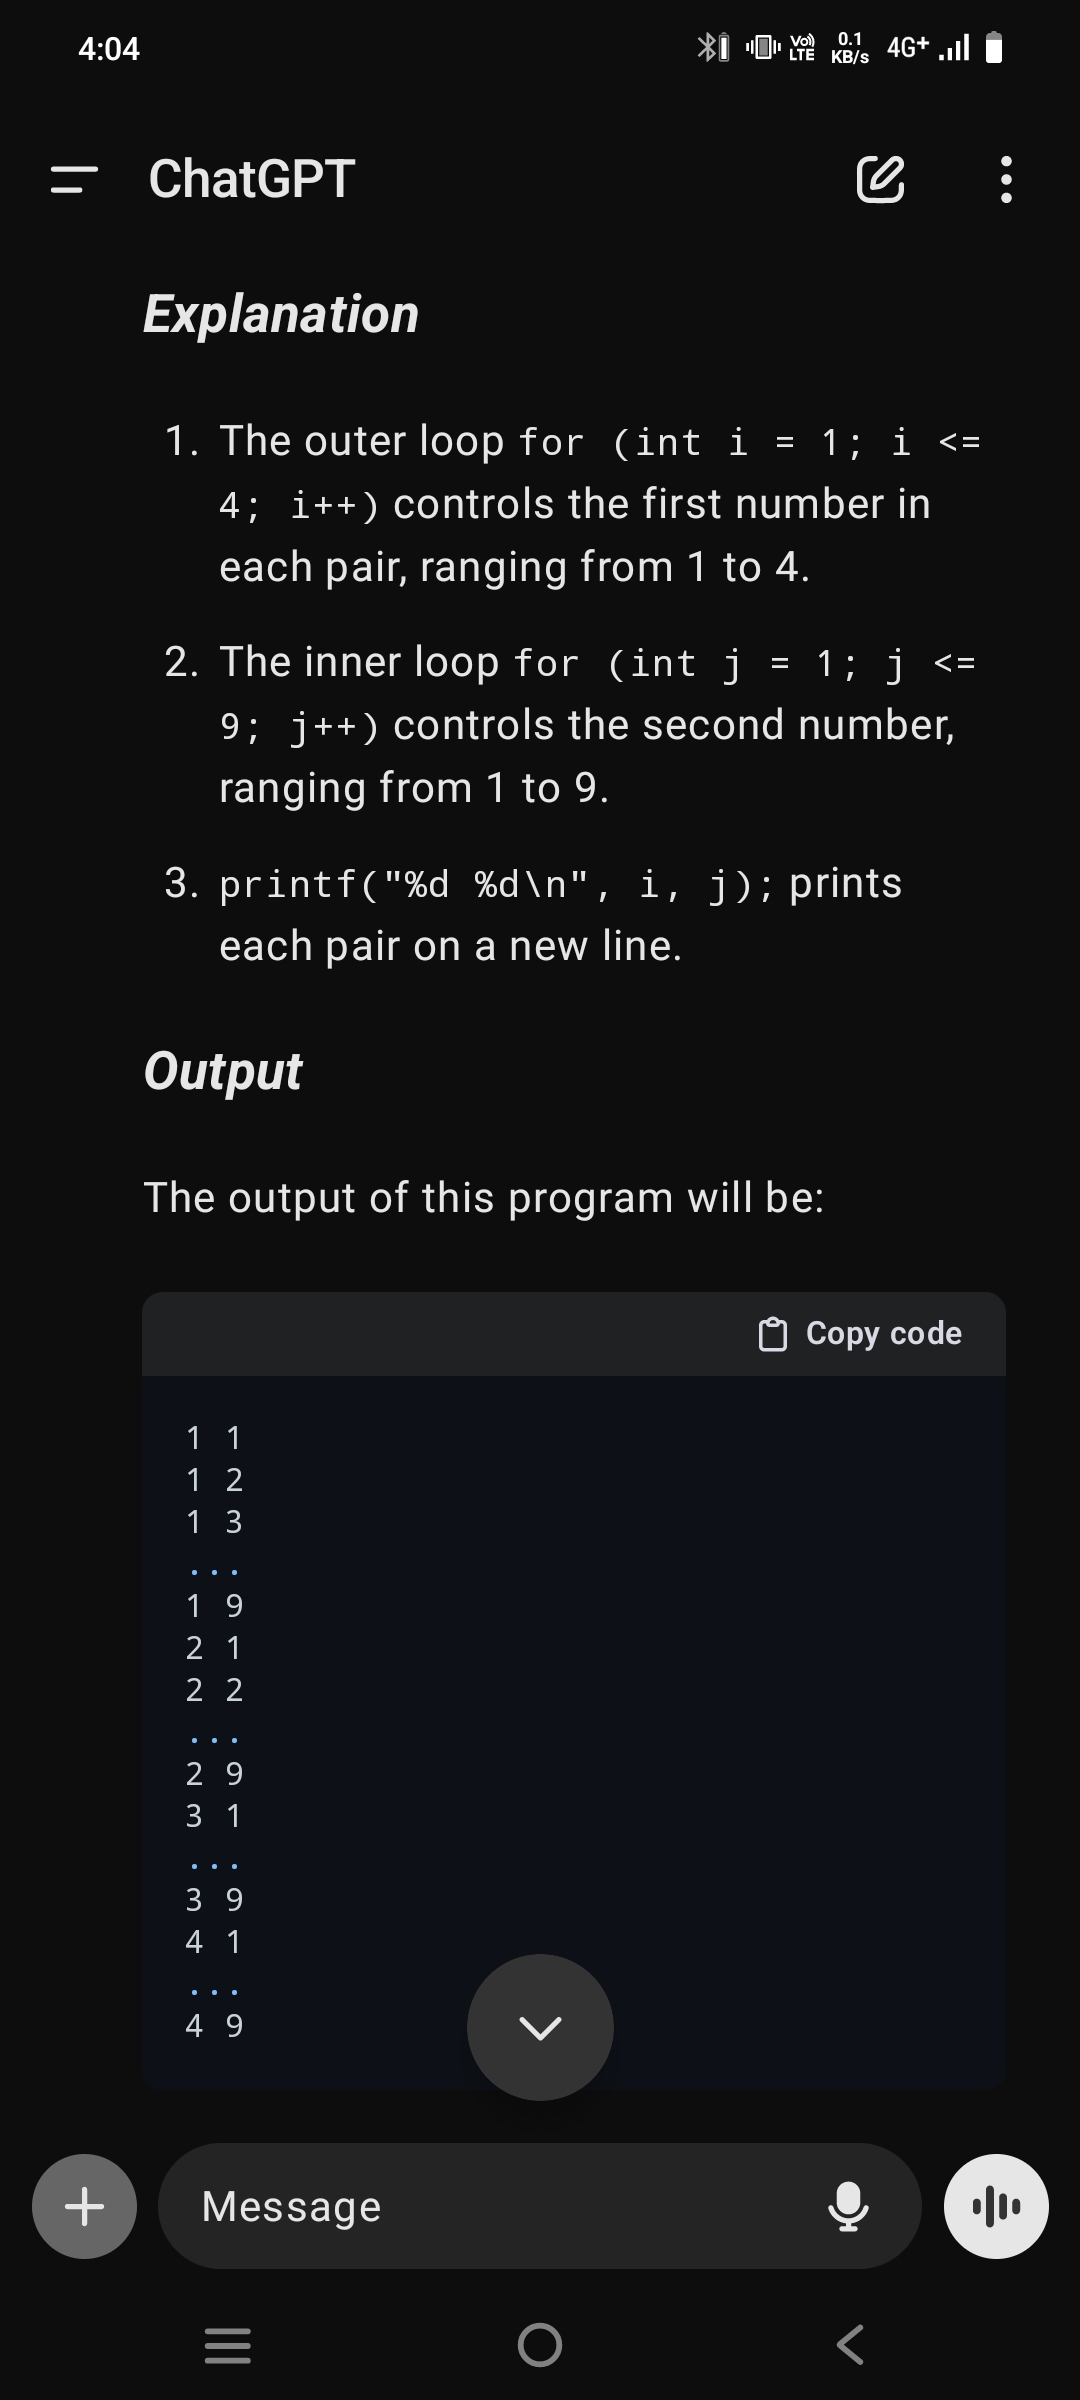 4:04
Vo)) LTE
0.1 KB/s
4G+
ChatGPT
Explanation
1. The outer loop for (int i = 1; i <=
4; i++) controls the first number in
each pair, ranging from 1 to 4.
2. The inner loop for (int j = 1; j <=
9; j++) controls the second number,
ranging from 1 to 9.
3. printf("%d %d\n", i, j); prints
each pair on a new line.
Output
The output of this program will be:
Copy code
1 1
1 2
1 3
...
1 9
2 1
2 2
...
2 9
3 1
...
3 9
4 1
...
4 9
Message